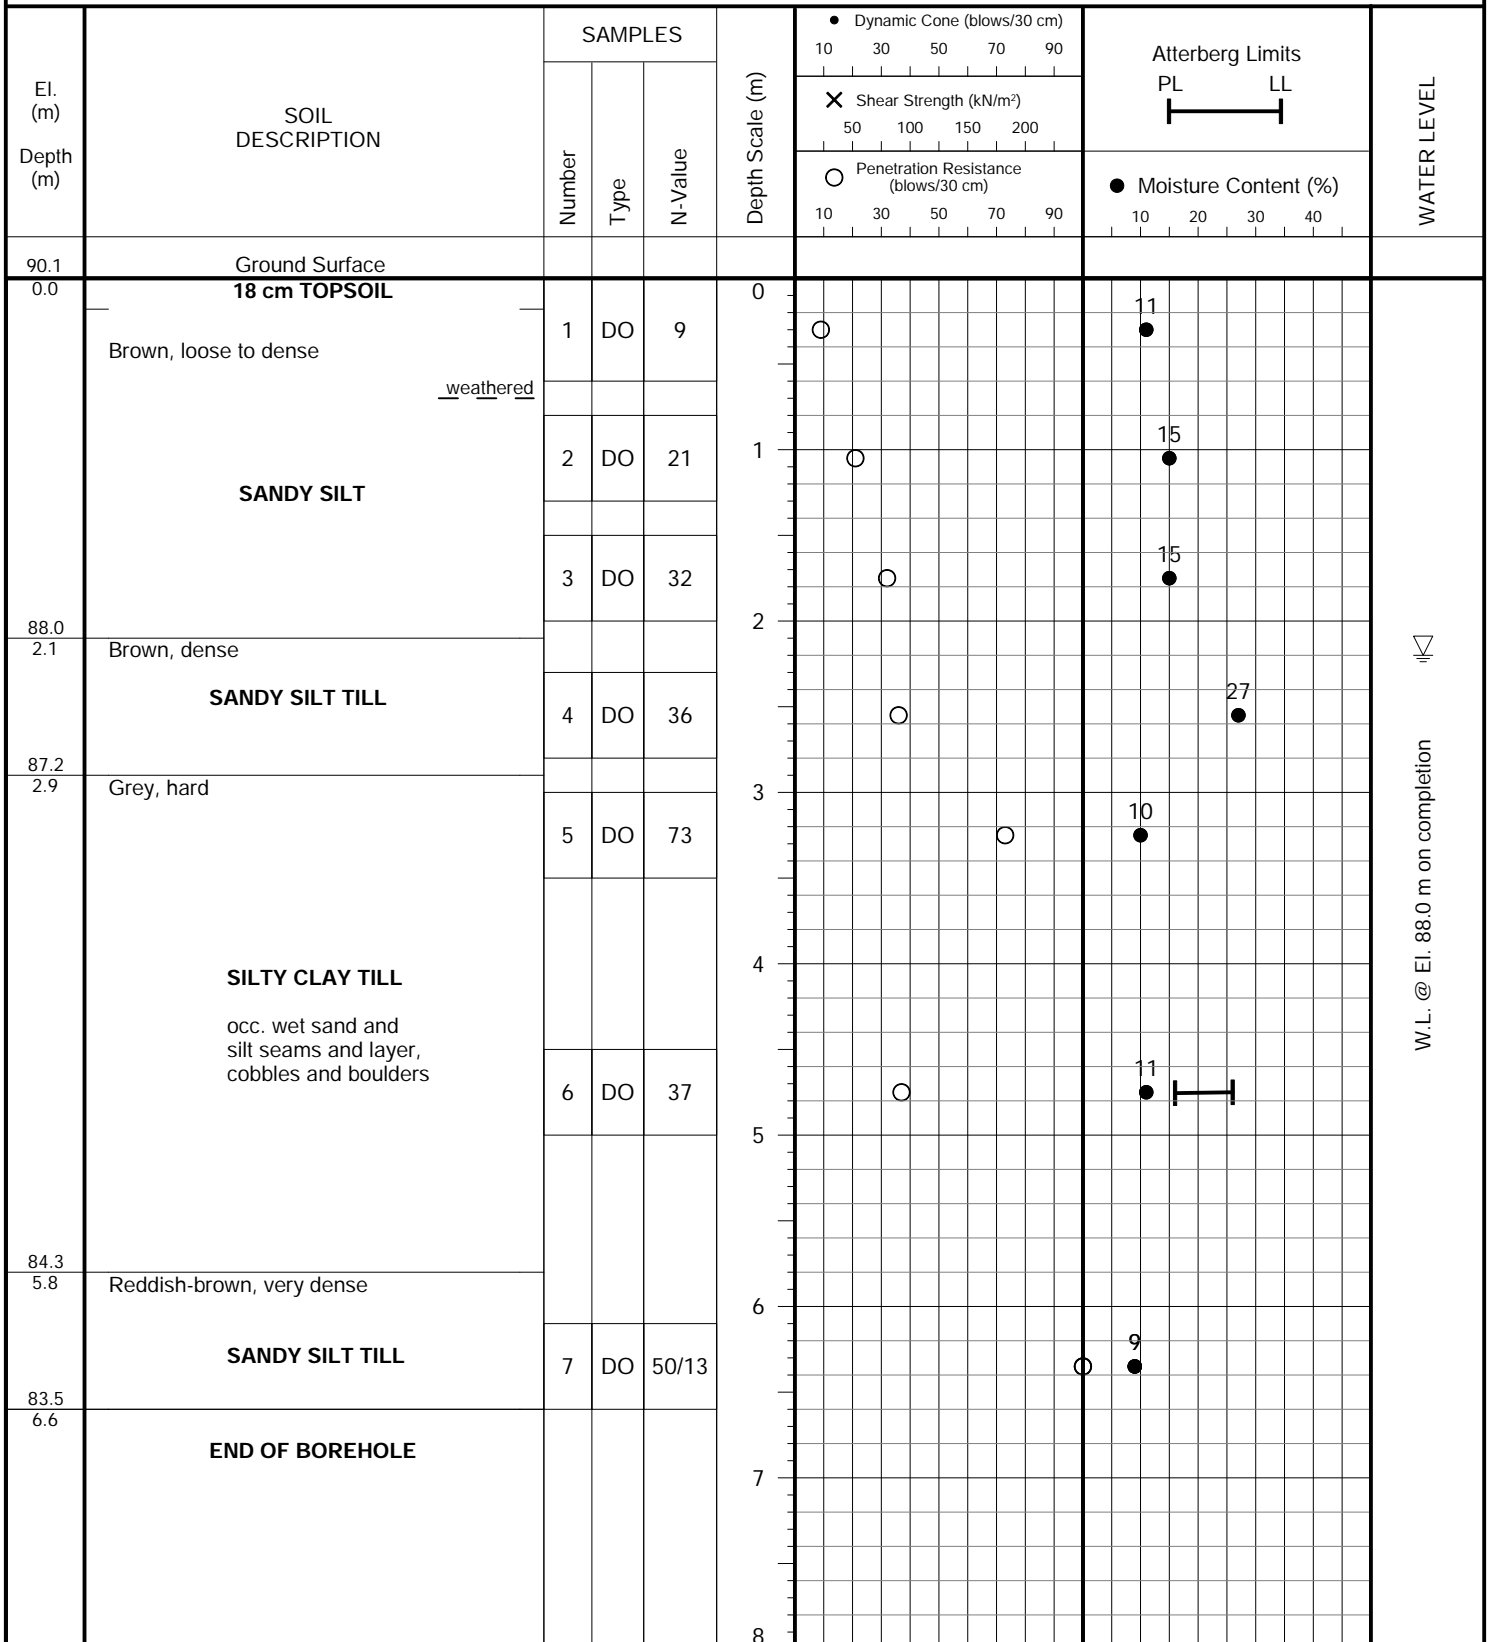 El.
(m)
Depth
(m)
SOIL
DESCRIPTION
SAMPLES
Number
Type
N-Value
Depth Scale (m)
Dynamic Cone (blows/30 cm)
10 30 50 70 90
Shear Strength (kN/m²)
50 100 150 200
Penetration Resistance
(blows/30 cm)
10 30 50 70 90
Atterberg Limits
PL LL
Moisture Content (%)
10 20 30 40
WATER LEVEL
90.1 Ground Surface
0.0 18 cm TOPSOIL 0
11
1 DO 9
Brown, loose to dense
weathered
15
1
2 DO 21
SANDY SILT
15
3 DO 32
2
88.0
2.1 Brown, dense
SANDY SILT TILL
27
4 DO 36
87.2
2.9 Grey, hard
3
10
5 DO 73
W.L. @ El. 88.0 m on completion
4
SILTY CLAY TILL
occ. wet sand and
silt seams and layer,
cobbles and boulders
11
6 DO 37
5
84.3
5.8 Reddish-brown, very dense
6
9
SANDY SILT TILL
7 DO 50/13
83.5
6.6
END OF BOREHOLE
7
8